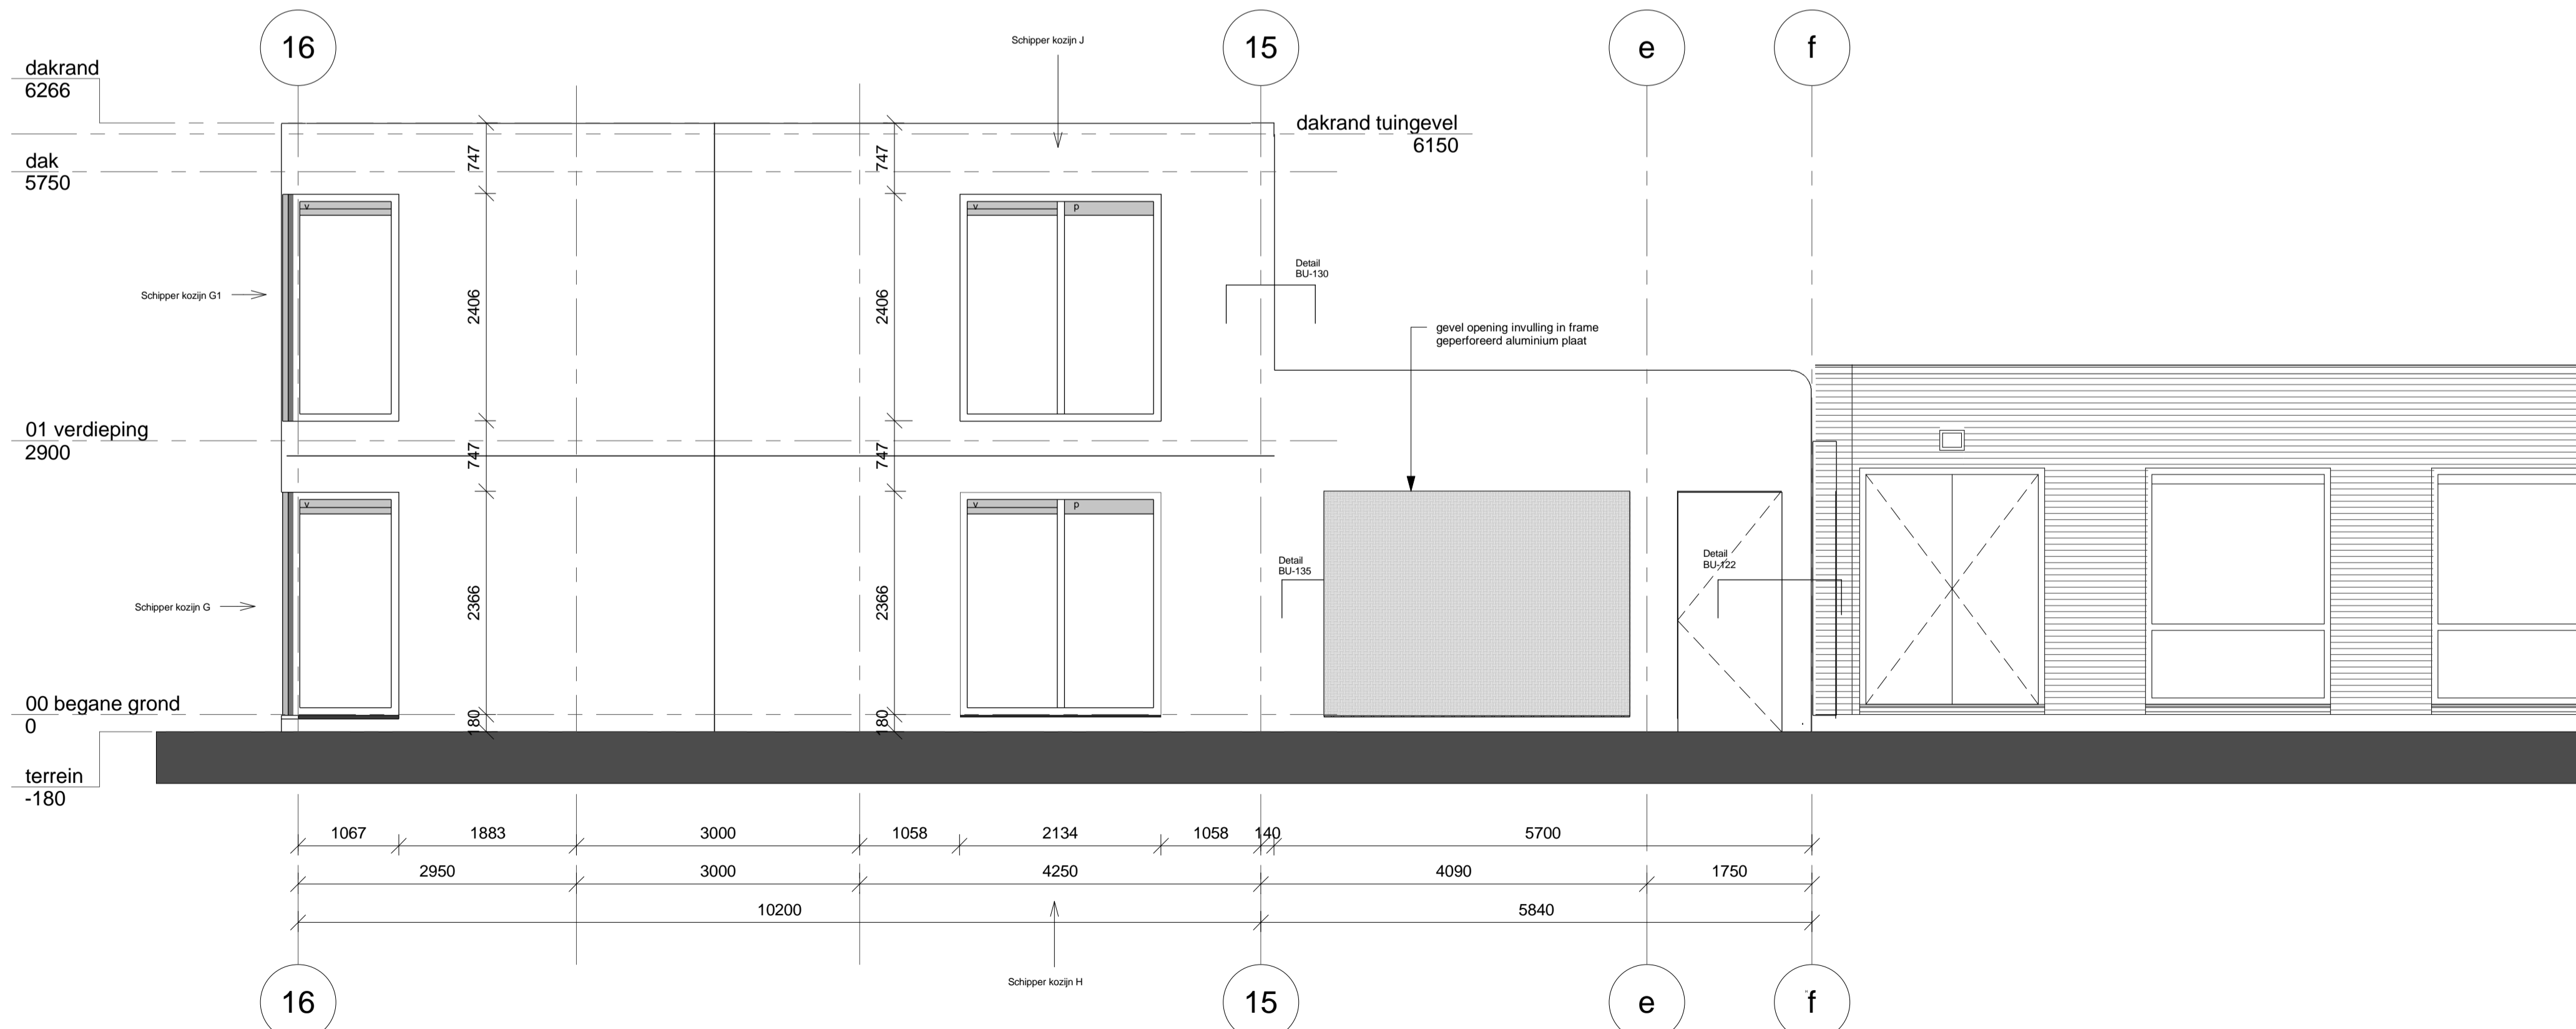 16
15
e
f
Schipper kozijn J
dakrand
6266
dakrand tuingevel
6150
dak
5750
747
747
v
v
p
Detail
BU-130
Schipper kozijn G1
2406
2406
gevel opening invulling in frame
geperforeerd aluminium plaat
01 verdieping
2900
747
747
v
v
p
Detail
BU-135
Detail
BU-122
Schipper kozijn G
2366
2366
00 begane grond
0
180
180
terrein
-180
1067
1883
3000
1058
2134
1058
140
5700
2950
3000
4250
4090
1750
10200
5840
Schipper kozijn H
16
15
e
f